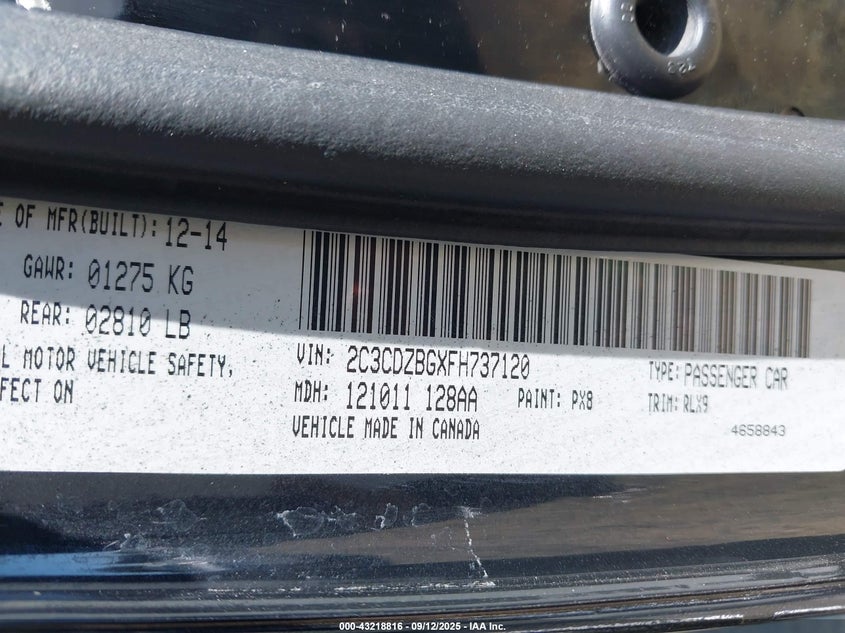 723
E OF MFR(BUILT): 12-14
GAWR: 01275 KG
REAR: 02810 LB
L MOTOR VEHICLE SAFETY,
FECT ON
VIN: 2C3CDZBGXFH737120
MDH: 121011 128AA
PAINT: PX8
VEHICLE MADE IN CANADA
TYPE: PASSENGER CAR
TRIM: RLX9
4658843
000-43218816 - 09/12/2025 - IAA Inc.